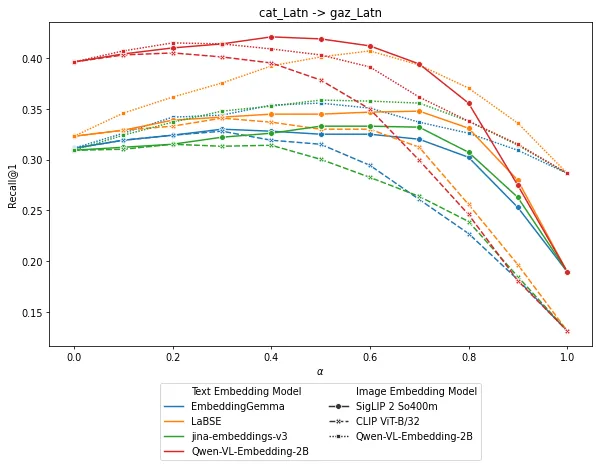 cat_Latn -> gaz_Latn
Recall@1
0.40
0.35
0.30
0.25
0.20
0.15
0.0
0.2
0.4
0.6
0.8
1.0
α
Text Embedding Model
EmbeddingGemma
LaBSE
jina-embeddings-v3
Qwen-VL-Embedding-2B
Image Embedding Model
SigLIP 2 So400m
CLIP ViT-B/32
Qwen-VL-Embedding-2B